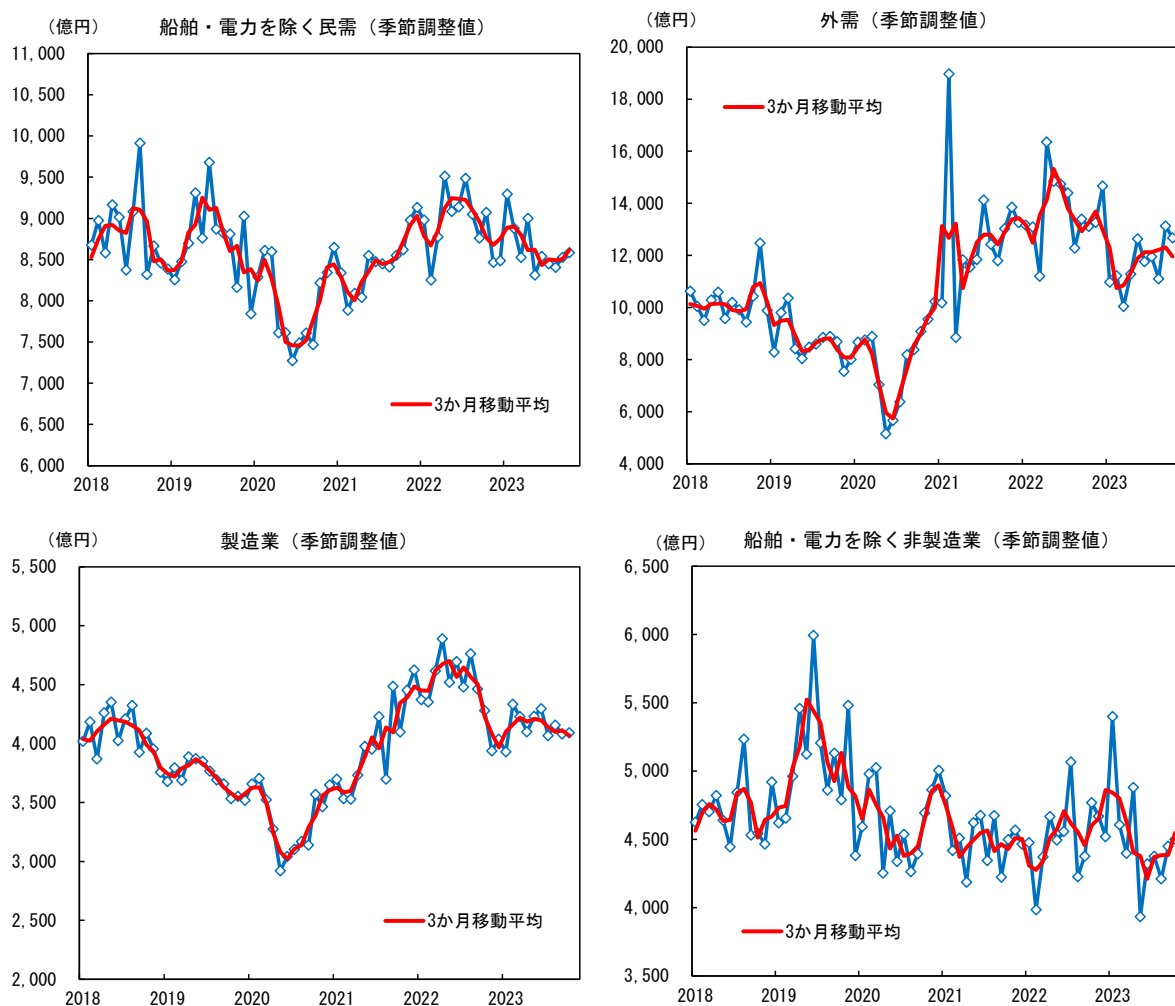 （億円）
船舶・電力を除く民需（季節調整値）
11,000
10,500
10,000
9,500
9,000
8,500
8,000
7,500
7,000
6,500
6,000
3か月移動平均
2018 2019 2020 2021 2022 2023
（億円）
外需（季節調整値）
20,000
18,000
16,000
14,000
12,000
10,000
8,000
6,000
4,000
3か月移動平均
2018 2019 2020 2021 2022 2023
（億円）
製造業（季節調整値）
5,500
5,000
4,500
4,000
3,500
3,000
2,500
2,000
3か月移動平均
2018 2019 2020 2021 2022 2023
（億円）
船舶・電力を除く非製造業（季節調整値）
6,500
6,000
5,500
5,000
4,500
4,000
3,500
3か月移動平均
2018 2019 2020 2021 2022 2023